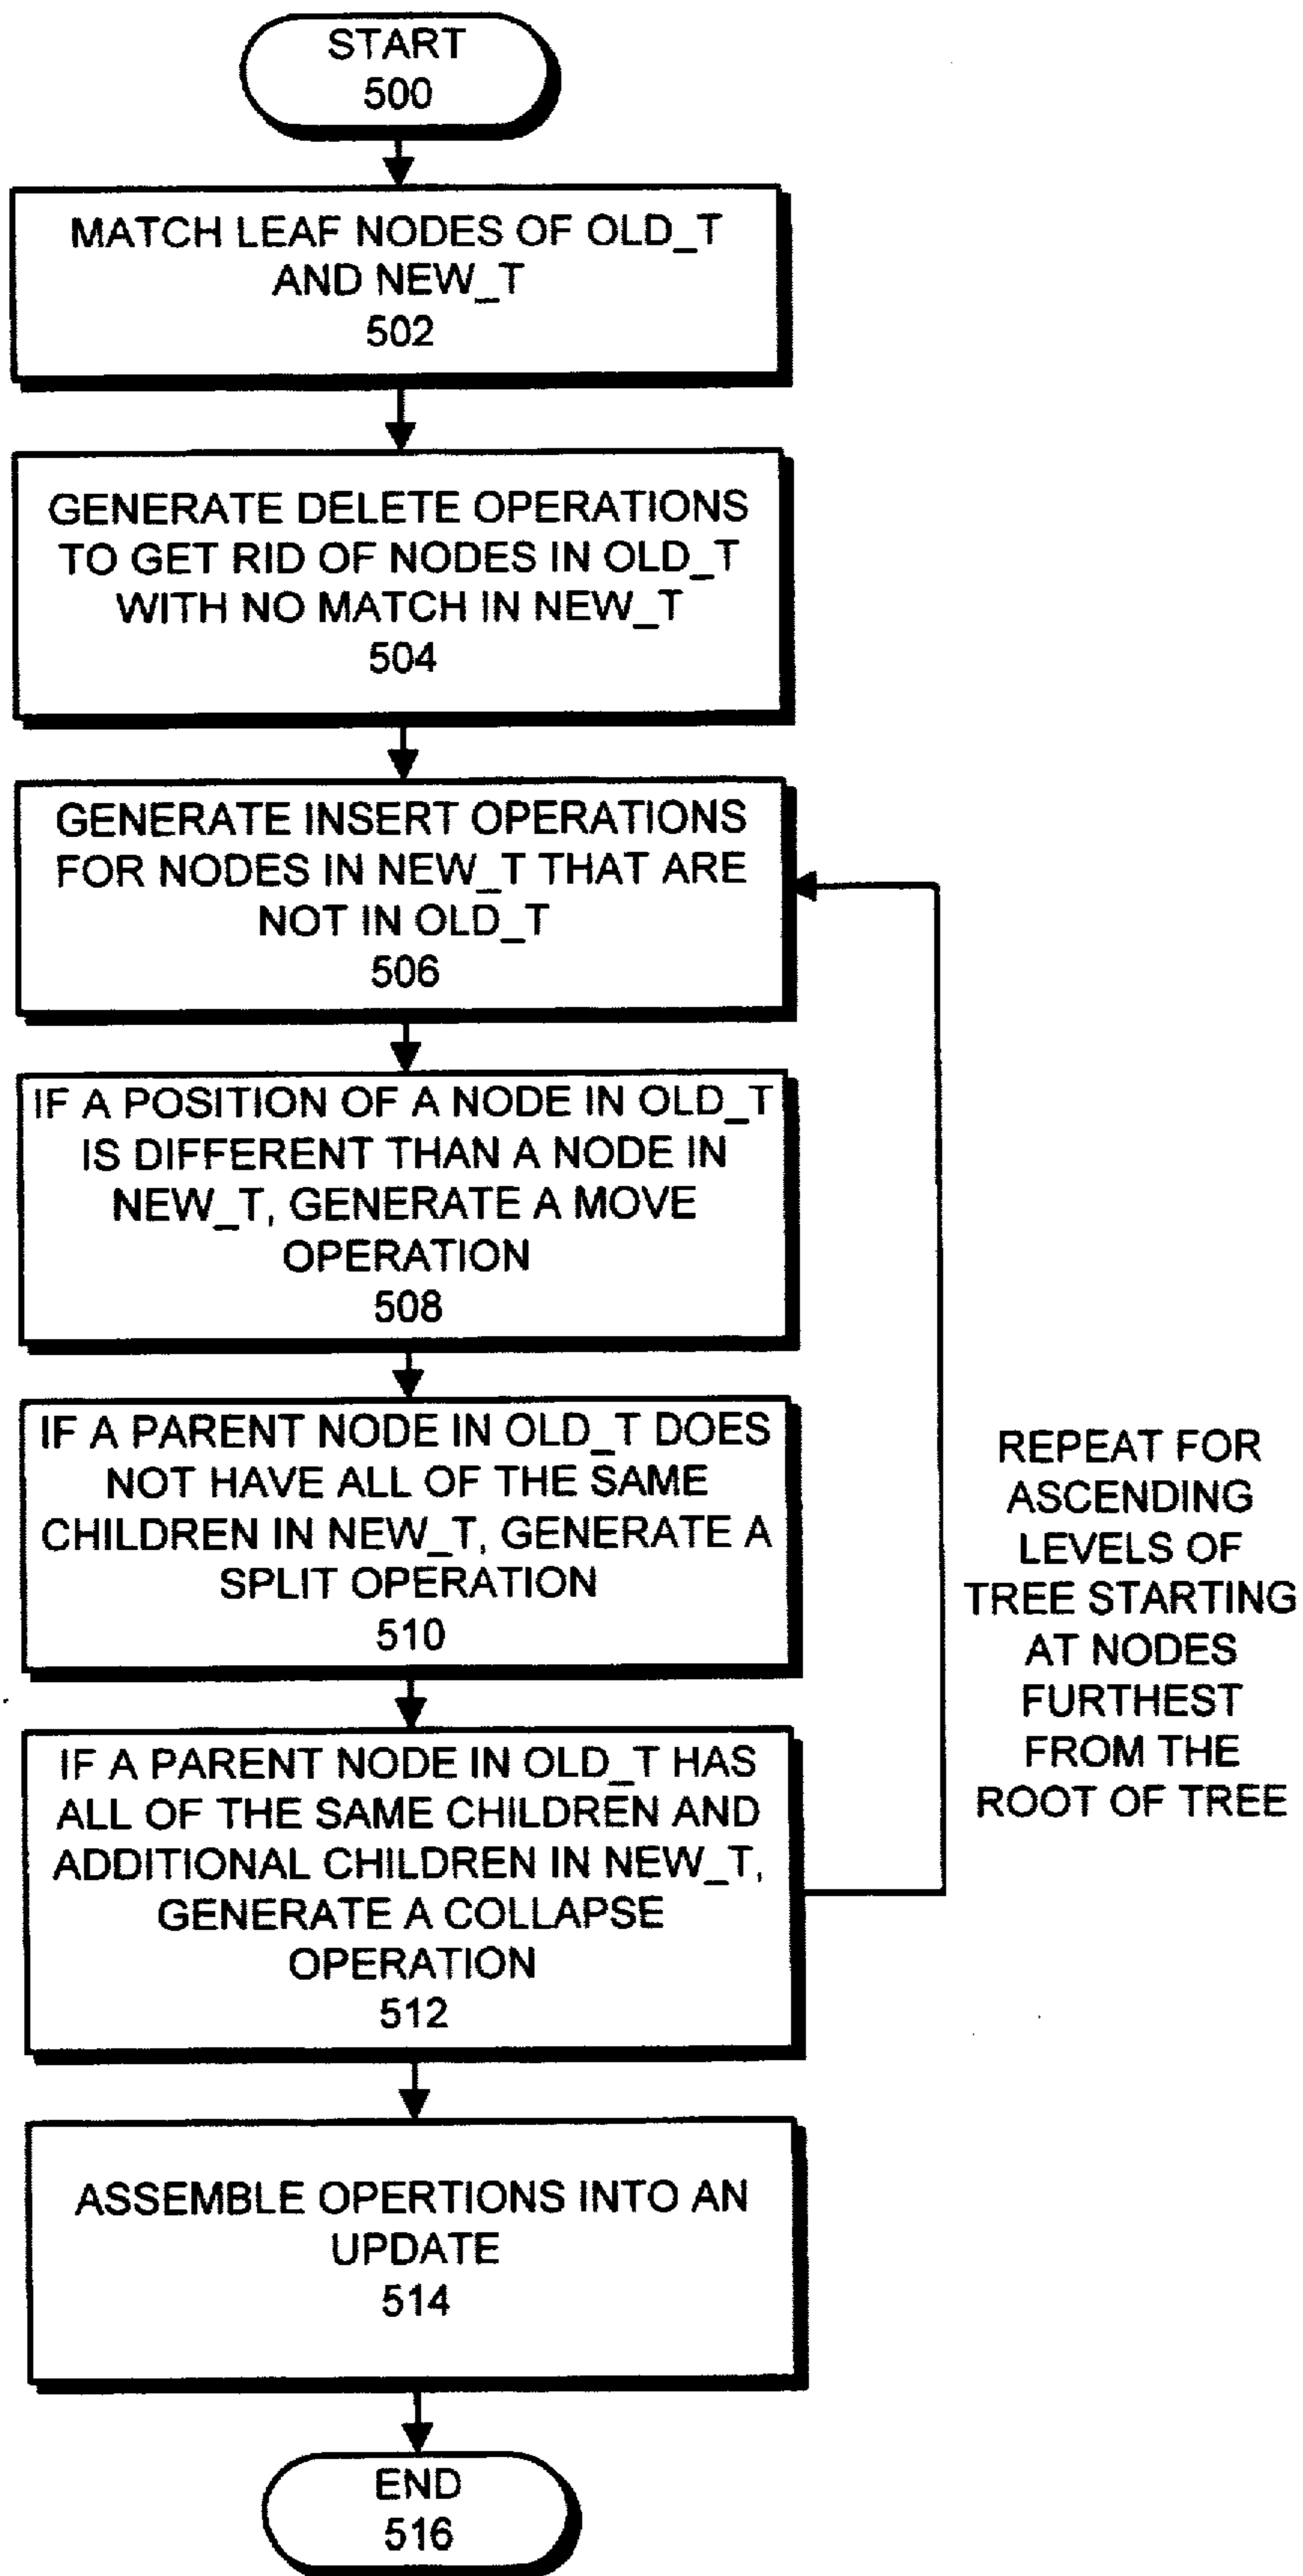 START
500
MATCH LEAF NODES OF OLD_T
AND NEW_T
502
GENERATE DELETE OPERATIONS
TO GET RID OF NODES IN OLD_T
WITH NO MATCH IN NEW_T
504
GENERATE INSERT OPERATIONS
FOR NODES IN NEW_T THAT ARE
NOT IN OLD_T
506
IF A POSITION OF A NODE IN OLD_T
IS DIFFERENT THAN A NODE IN
NEW_T, GENERATE A MOVE
OPERATION
508
IF A PARENT NODE IN OLD_T DOES
NOT HAVE ALL OF THE SAME
CHILDREN IN NEW_T, GENERATE A
SPLIT OPERATION
510
IF A PARENT NODE IN OLD_T HAS
ALL OF THE SAME CHILDREN AND
ADDITIONAL CHILDREN IN NEW_T,
GENERATE A COLLAPSE
OPERATION
512
REPEAT FOR
ASCENDING
LEVELS OF
TREE STARTING
AT NODES
FURTHEST
FROM THE
ROOT OF TREE
ASSEMBLE OPERTIONS INTO AN
UPDATE
514
END
516